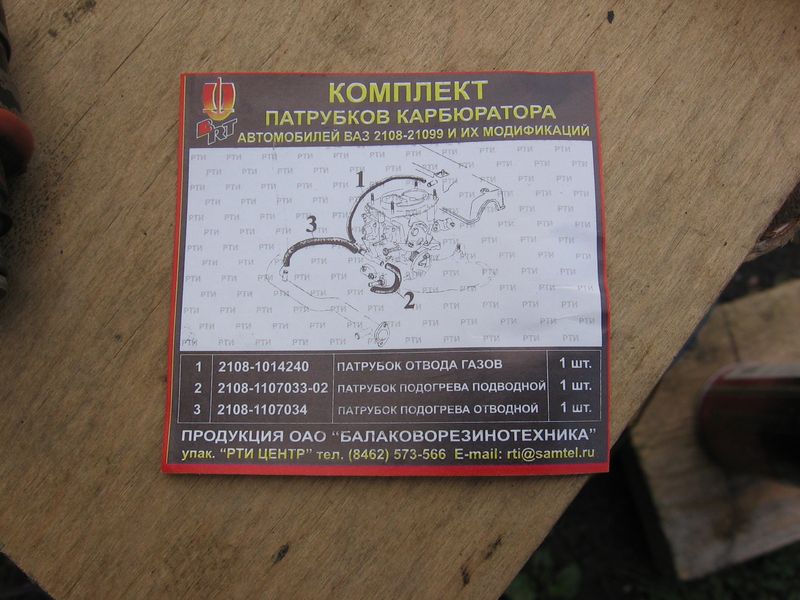 BRT
КОМПЛЕКТ
ПАТРУБКОВ КАРБЮРАТОРА
АВТОМОБИЛЕЙ ВАЗ 2108-21099 И ИХ МОДИФИКАЦИЙ
1
3
2
1 2108-1014240 ПАТРУБОК ОТВОДА ГАЗОВ 1 шт.
2 2108-1107033-02 ПАТРУБОК ПОДОГРЕВА ПОДВОДНОЙ 1 шт.
3 2108-1107034 ПАТРУБОК ПОДОГРЕВА ОТВОДНОЙ 1 шт.
ПРОДУКЦИЯ ОАО "БАЛАКОВОРЕЗИНОТЕХНИКА"
упак. "РТИ ЦЕНТР" тел. (8462) 573-566 E-mail: rti@samtel.ru